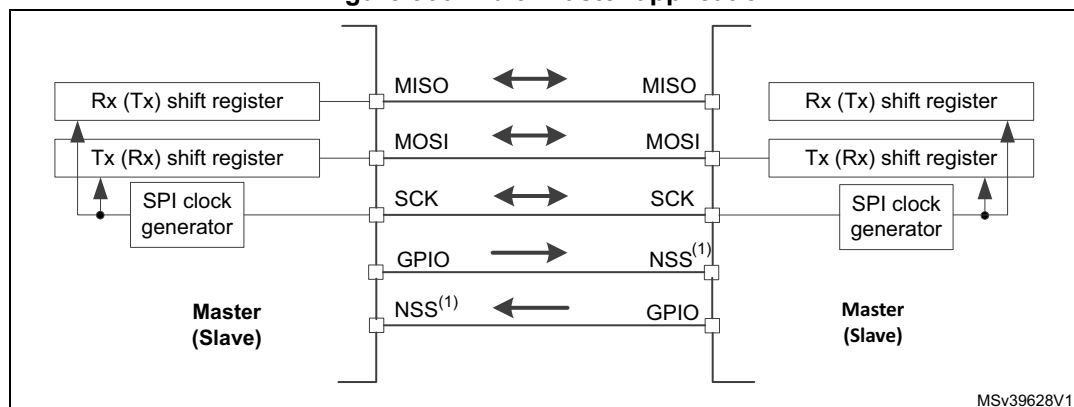 MISO
MISO
Rx (Tx) shift register
Rx (Tx) shift register
MOSI
MOSI
Tx (Rx) shift register
Tx (Rx) shift register
SPI clock
generator
SCK
SCK
SPI clock
generator
GPIO
NSS(1)
Master
(Slave)
NSS(1)
GPIO
Master
(Slave)
MSv39628V1